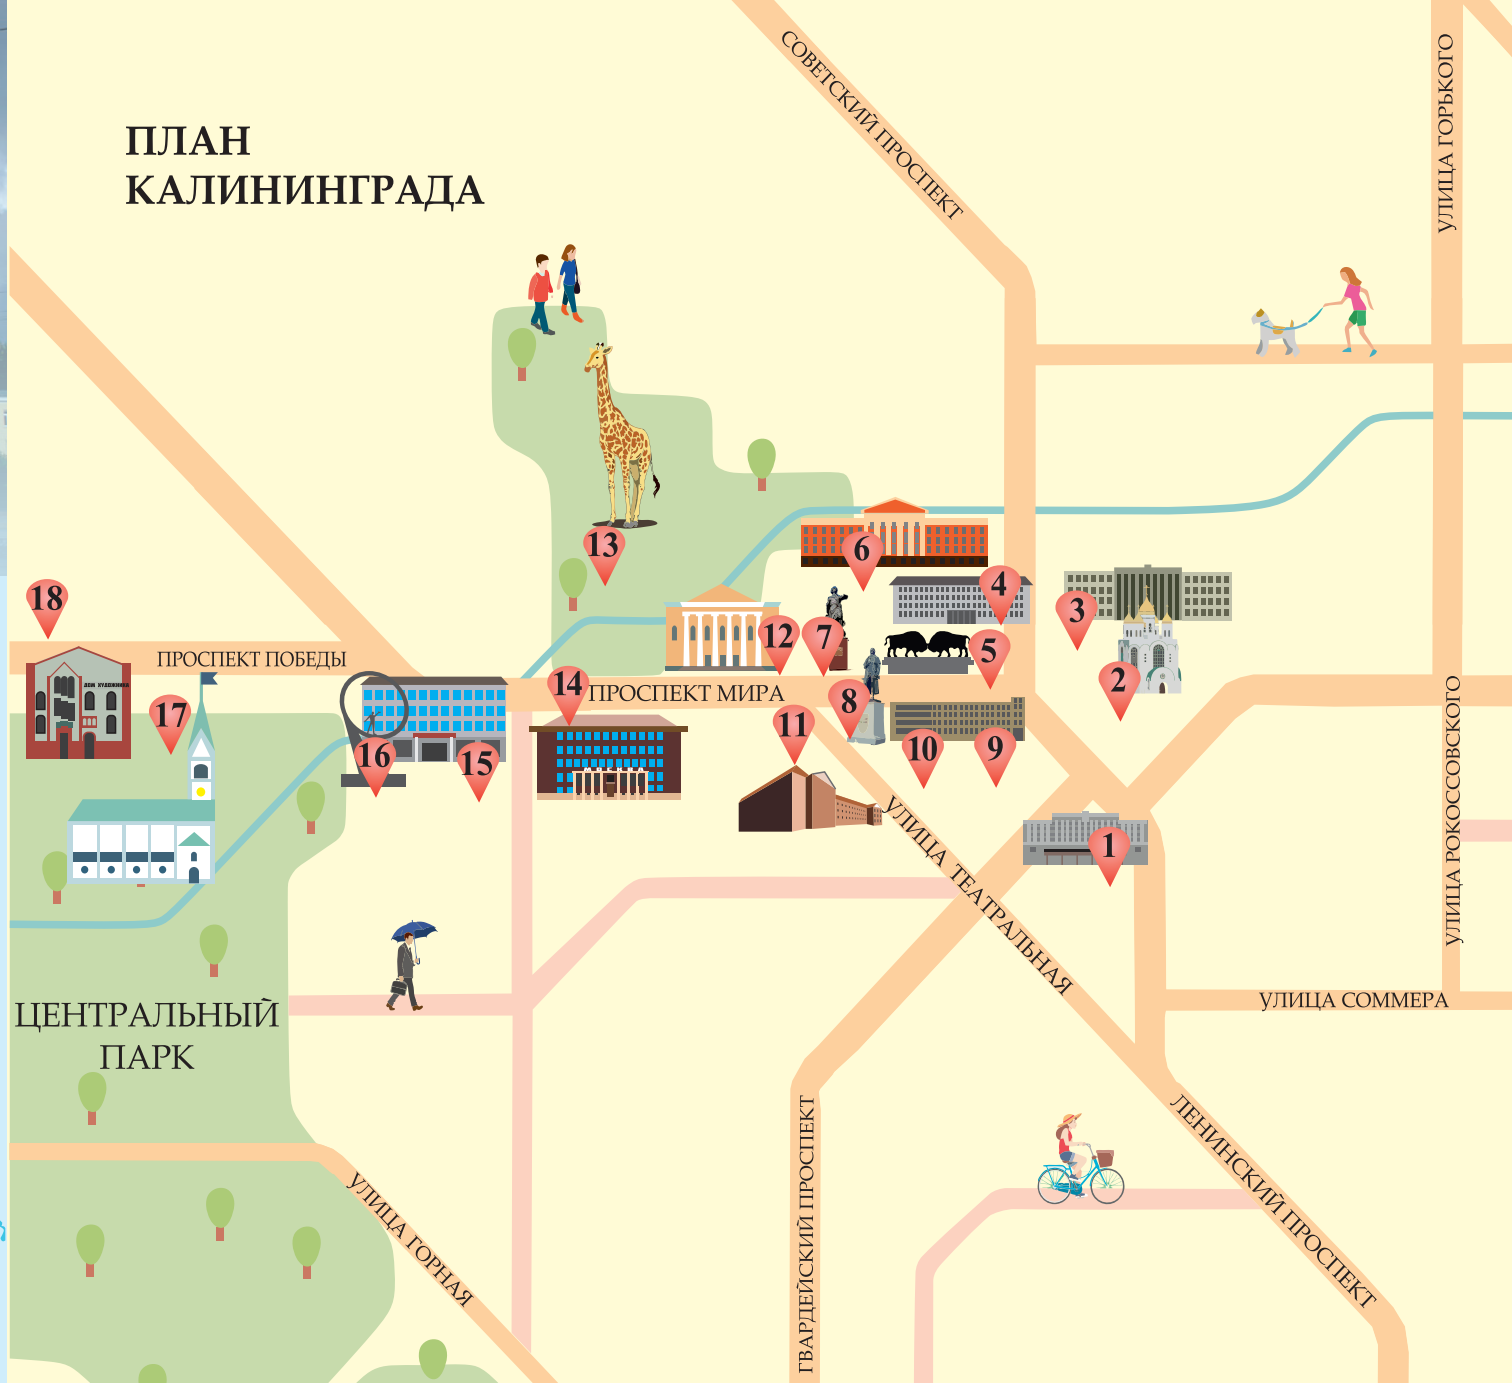 ПЛАН
КАЛИНИНГРАДА
СОВЕТСКИЙ ПРОСПЕКТ
УЛИЦА ГОРЬКОГО
13
6
4
3
18
12
7
5
ПРОСПЕКТ ПОБЕДЫ
ДОМ ХУДОЖНИКА
14
ПРОСПЕКТ МИРА
2
8
17
11
16
15
10
9
УЛИЦА РОКОССОВСКОГО
1
УЛИЦА ТЕАТРАЛЬНАЯ
ЦЕНТРАЛЬНЫЙ
ПАРК
УЛИЦА СОММЕРА
ГВАРДЕЙСКИЙ ПРОСПЕКТ
ЛЕНИНСКИЙ ПРОСПЕКТ
УЛИЦА ГОРНАЯ